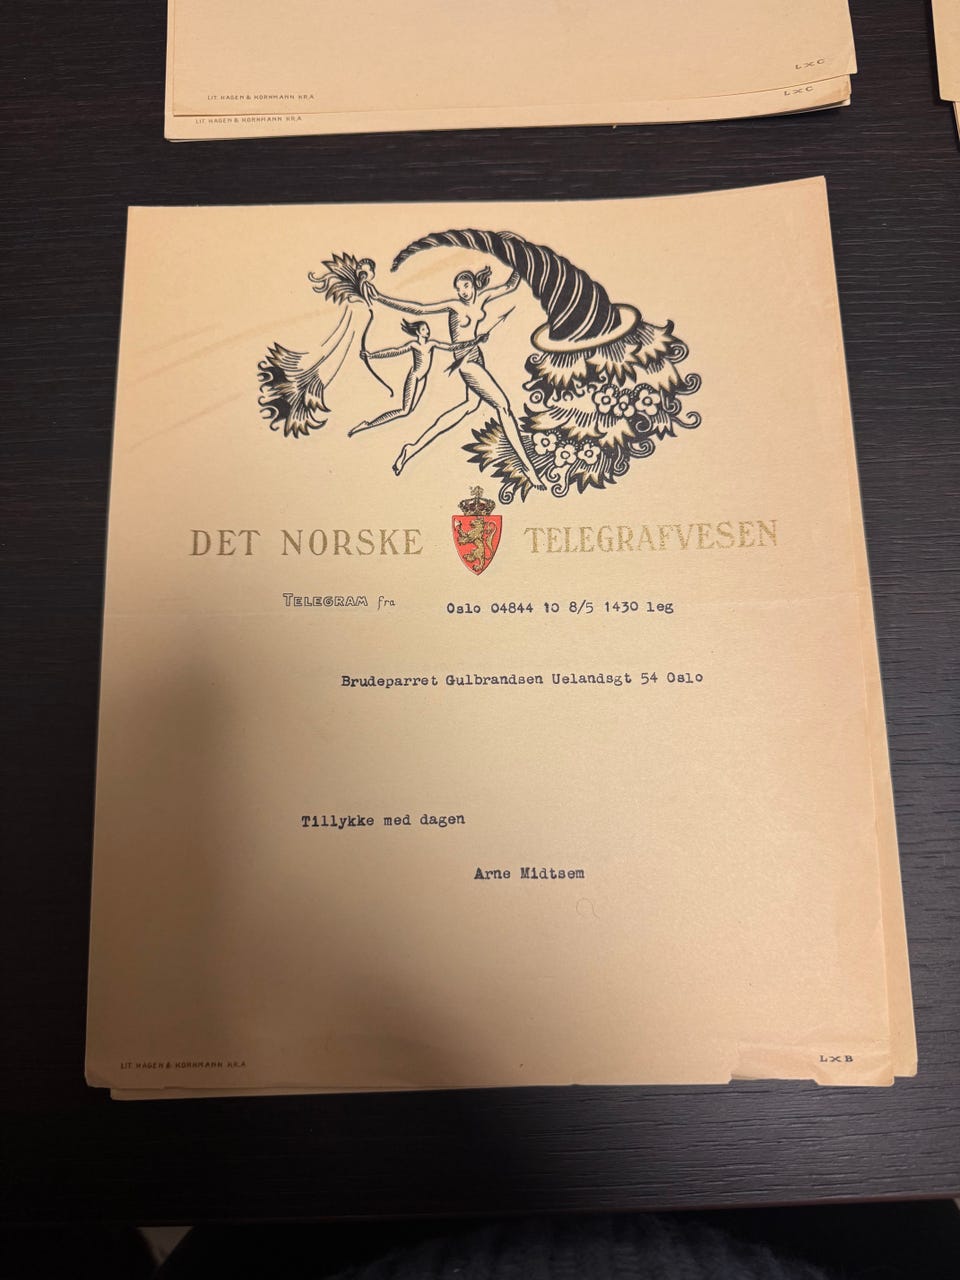 LIT. HAGEN & KORNMANN KR.A
LXC
LIT. HAGEN & KORNMANN KR.A
LXC
DET NORSKE TELEGRAFVESEN
TELEGRAM fra Oslo 04844 10 8/5 1430 leg
Brudeparret Gulbrandsen Uelandsgt 54 Oslo
Tillykke med dagen
Arne Midtsem
LIT. HAGEN & KORNMANN KR.A
LXB